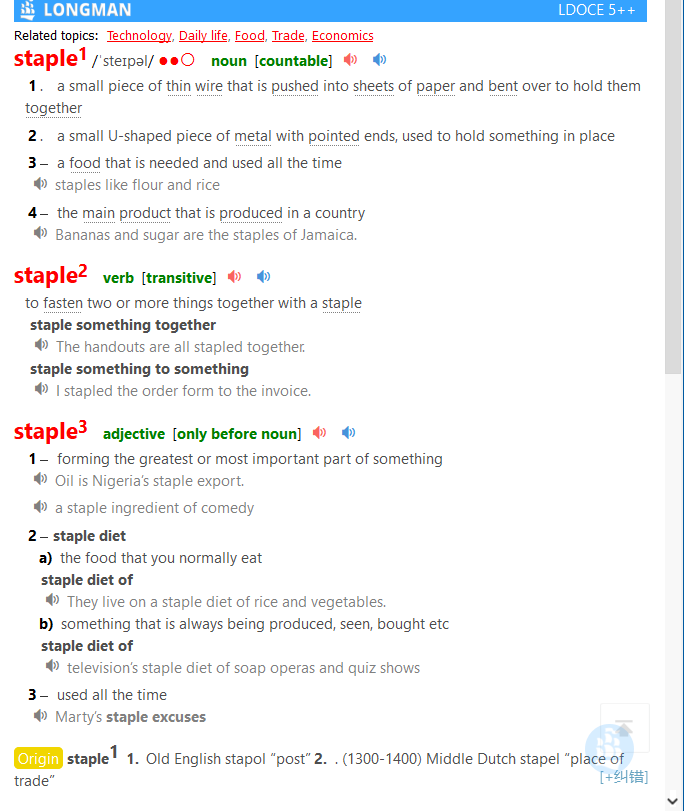 LONGMAN LDOCE 5++
Related topics: Technology, Daily life, Food, Trade, Economics
staple1 /ˈsteɪpəl/ ●●○ noun [countable]
1 . a small piece of thin wire that is pushed into sheets of paper and bent over to hold them
together
2 . a small U-shaped piece of metal with pointed ends, used to hold something in place
3 – a food that is needed and used all the time
staples like flour and rice
4 – the main product that is produced in a country
Bananas and sugar are the staples of Jamaica.
staple2 verb [transitive]
to fasten two or more things together with a staple
staple something together
The handouts are all stapled together.
staple something to something
I stapled the order form to the invoice.
staple3 adjective [only before noun]
1 – forming the greatest or most important part of something
Oil is Nigeria’s staple export.
a staple ingredient of comedy
2 – staple diet
a) the food that you normally eat
staple diet of
They live on a staple diet of rice and vegetables.
b) something that is always being produced, seen, bought etc
staple diet of
television’s staple diet of soap operas and quiz shows
3 – used all the time
Marty’s staple excuses
Origin staple1 1. Old English stapol “post” 2. . (1300-1400) Middle Dutch stapel “place of
trade”
[+纠错]